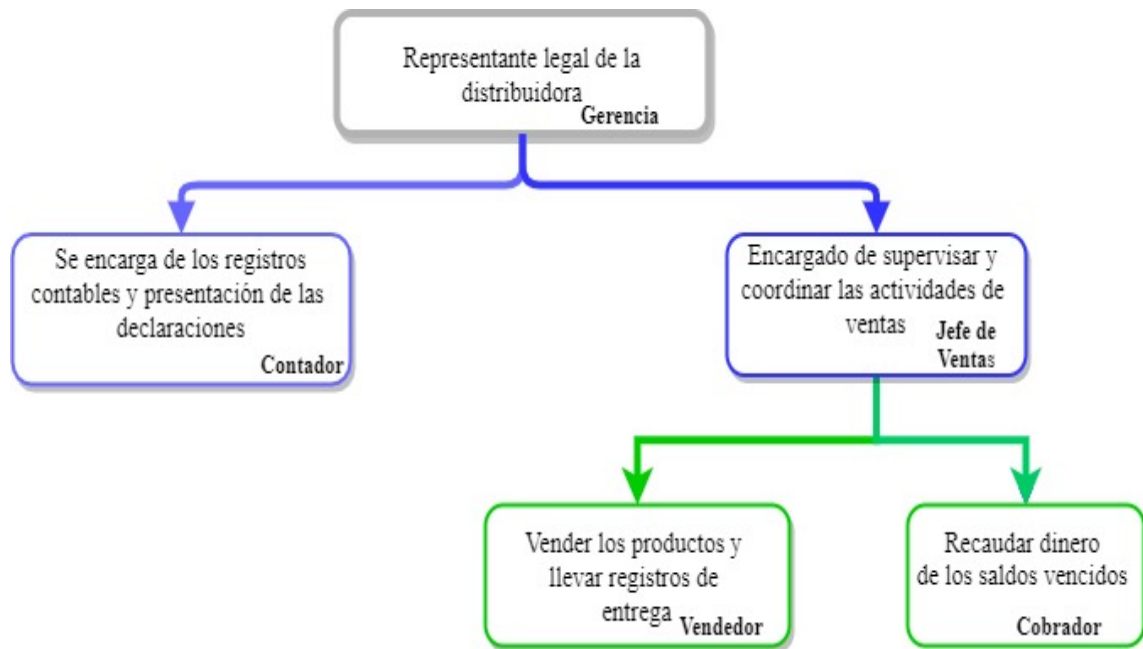 Representante legal de la
distribuidora
Gerencia
Se encarga de los registros
contables y presentación de las
declaraciones
Contador
Encargado de supervisar y
coordinar las actividades de
ventas
Jefe de
Ventas
Vender los productos y
llevar registros de
entrega
Vendedor
Recaudar dinero
de los saldos vencidos
Cobrador